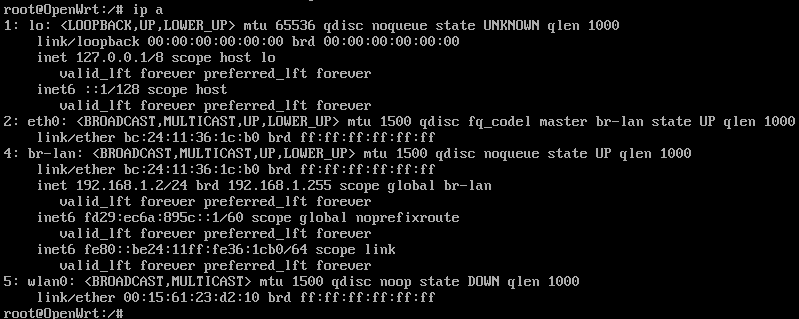 root@OpenWrt:/# ip a
1: lo: <LOOPBACK,UP,LOWER_UP> mtu 65536 qdisc noqueue state UNKNOWN qlen 1000
    link/loopback 00:00:00:00:00:00 brd 00:00:00:00:00:00
    inet 127.0.0.1/8 scope host lo
       valid_lft forever preferred_lft forever
    inet6 ::1/128 scope host
       valid_lft forever preferred_lft forever
2: eth0: <BROADCAST,MULTICAST,UP,LOWER_UP> mtu 1500 qdisc fq_codel master br-lan state UP qlen 1000
    link/ether bc:24:11:36:1c:b0 brd ff:ff:ff:ff:ff:ff
4: br-lan: <BROADCAST,MULTICAST,UP,LOWER_UP> mtu 1500 qdisc noqueue state UP qlen 1000
    link/ether bc:24:11:36:1c:b0 brd ff:ff:ff:ff:ff:ff
    inet 192.168.1.2/24 brd 192.168.1.255 scope global br-lan
       valid_lft forever preferred_lft forever
    inet6 fd29:ec6a:895c::1/60 scope global noprefixroute
       valid_lft forever preferred_lft forever
    inet6 fe80::be24:11ff:fe36:1cb0/64 scope link
       valid_lft forever preferred_lft forever
5: wlan0: <BROADCAST,MULTICAST> mtu 1500 qdisc noop state DOWN qlen 1000
    link/ether 00:15:61:23:d2:10 brd ff:ff:ff:ff:ff:ff
root@OpenWrt:/#